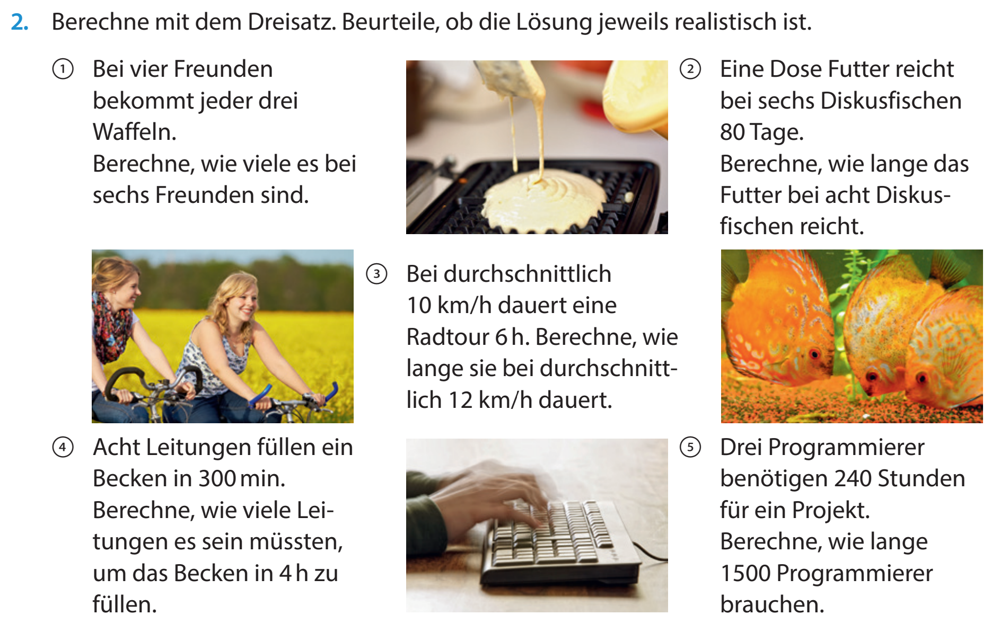 2. Berechne mit dem Dreisatz. Beurteile, ob die Lösung jeweils realistisch ist.
1 Bei vier Freunden
bekommt jeder drei
Waffeln.
Berechne, wie viele es bei
sechs Freunden sind.
2 Eine Dose Futter reicht
bei sechs Diskusfischen
80 Tage.
Berechne, wie lange das
Futter bei acht Diskus-
fischen reicht.
3 Bei durchschnittlich
10 km/h dauert eine
Radtour 6 h. Berechne, wie
lange sie bei durchschnitt-
lich 12 km/h dauert.
4 Acht Leitungen füllen ein
Becken in 300 min.
Berechne, wie viele Lei-
tungen es sein müssten,
um das Becken in 4 h zu
füllen.
5 Drei Programmierer
benötigen 240 Stunden
für ein Projekt.
Berechne, wie lange
1500 Programmierer
brauchen.